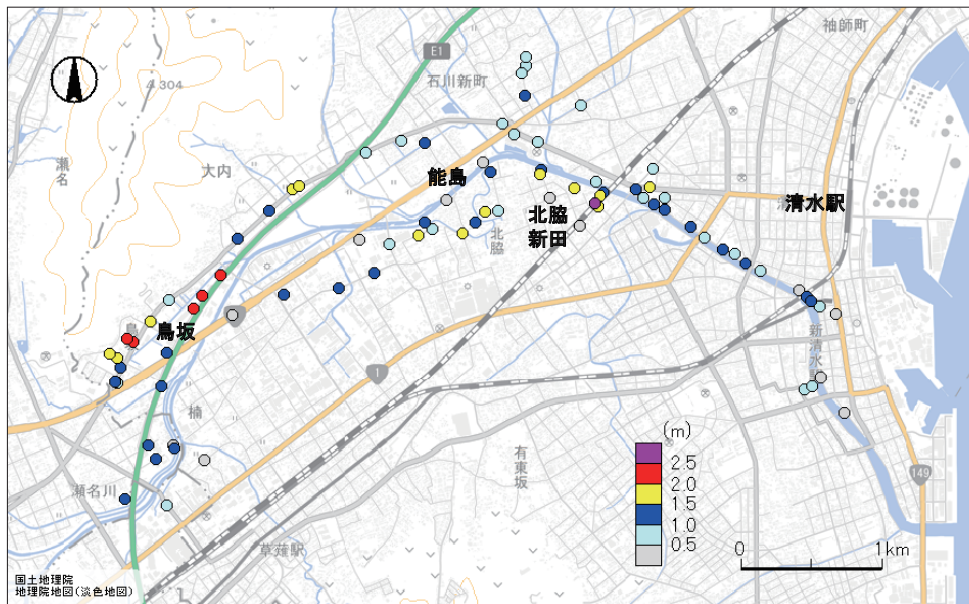 袖師町
E1
石川新町
304
瀬名
大内
能島
清水駅
北脇
北脇
新田
鳥坂
新清水
1
楠
(m)
2.5
2.0
1.5
1.0
0.5
有東坂
149
瀬名川
0
1km
草薙駅
国土地理院
地理院地図(淡色地図)